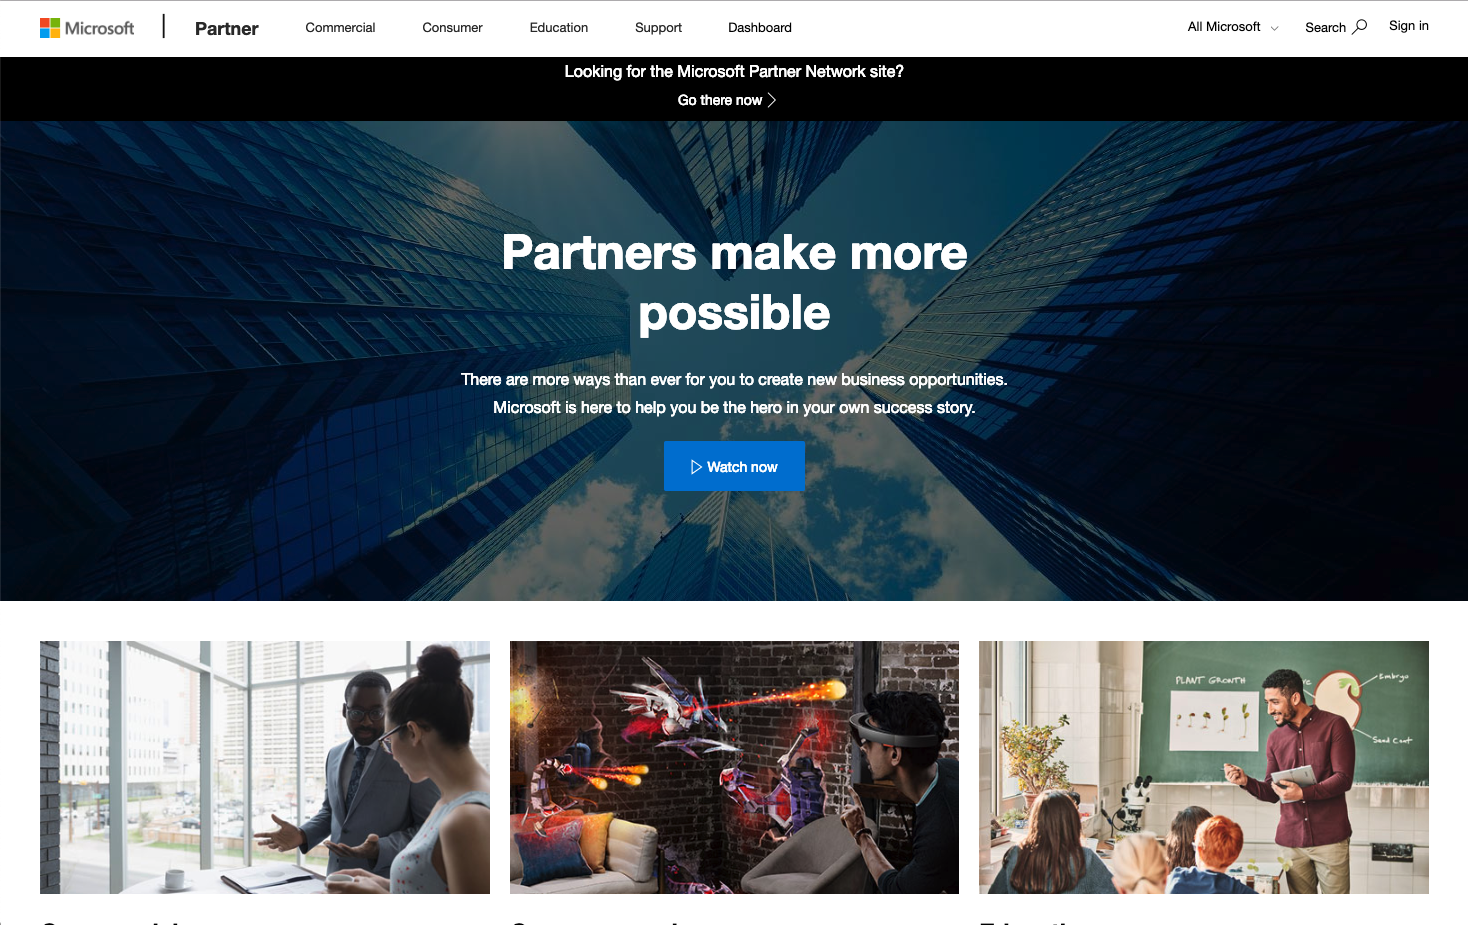 Microsoft
Partner
Commercial
Consumer
Education
Support
Dashboard
All Microsoft
Search
Sign in
Looking for the Microsoft Partner Network site?
Go there now
Partners make more
possible
There are more ways than ever for you to create new business opportunities.
Microsoft is here to help you be the hero in your own success story.
Watch now
PLANT GROWTH
Embryo
Seed Coat